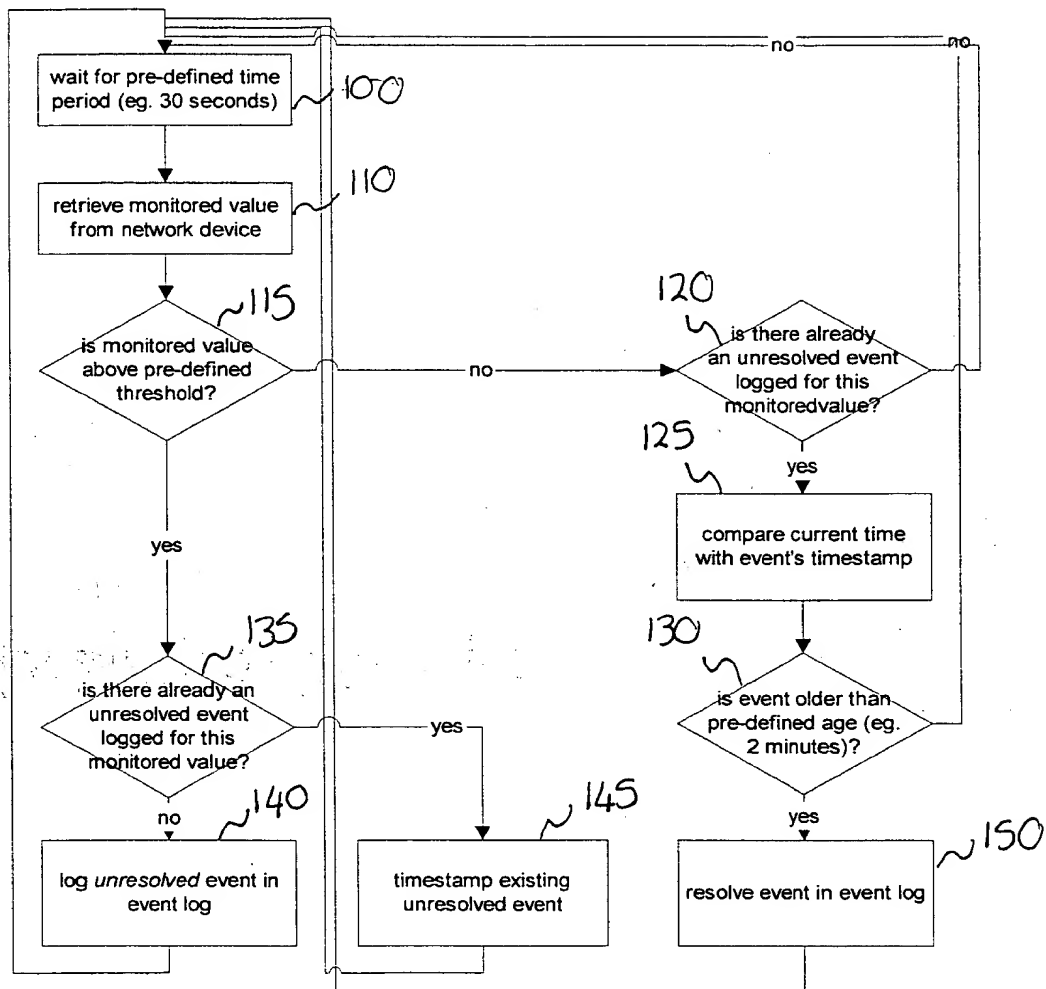 no
no
wait for pre-defined time
period (eg. 30 seconds)
100
retrieve monitored value
from network device
110
115
is monitored value
above pre-defined
threshold?
no
120
is there already
an unresolved event
logged for this
monitoredvalue?
yes
125
compare current time
with event's timestamp
yes
130
is event older than
pre-defined age (eg.
2 minutes)?
135
is there already an
unresolved event
logged for this
monitored value?
yes
no
yes
140
log unresolved event in
event log
145
timestamp existing
unresolved event
150
resolve event in event log